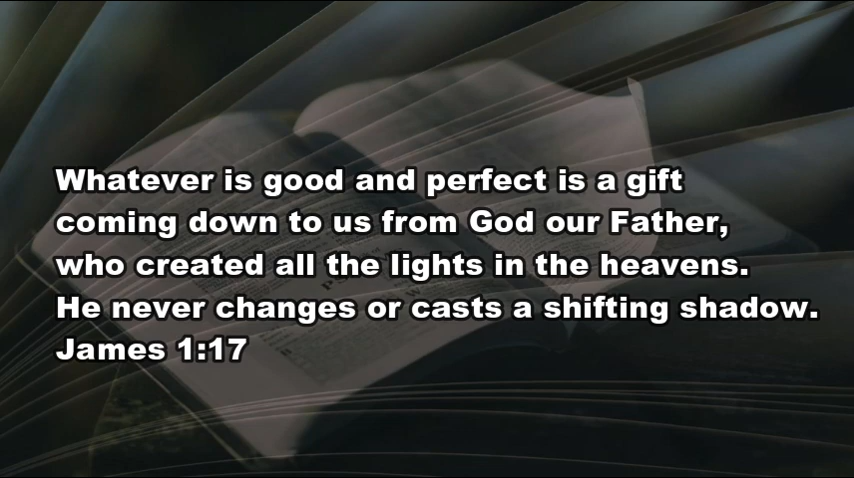 Whatever is good and perfect is a gift
coming down to us from God our Father,
who created all the lights in the heavens.
He never changes or casts a shifting shadow.
James 1:17